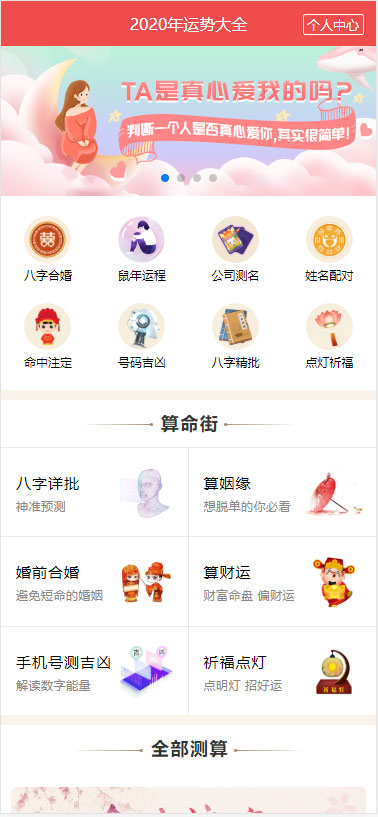 2020年运势大全
个人中心
TA是真心爱我的吗?
判断一个人是否真心爱你,其实很简单!
八字合婚
鼠年运程
公司测名
姓名配对
命中注定
号码吉凶
八字精批
点灯祈福
算命街
八字详批
神准预测
算姻缘
想脱单的你必看
婚前合婚
避免短命的婚姻
算财运
财富命盘 偏财运
手机号测吉凶
解读数字能量
吉
凶
祈福点灯
点明灯 招好运
祈福灯
全部测算